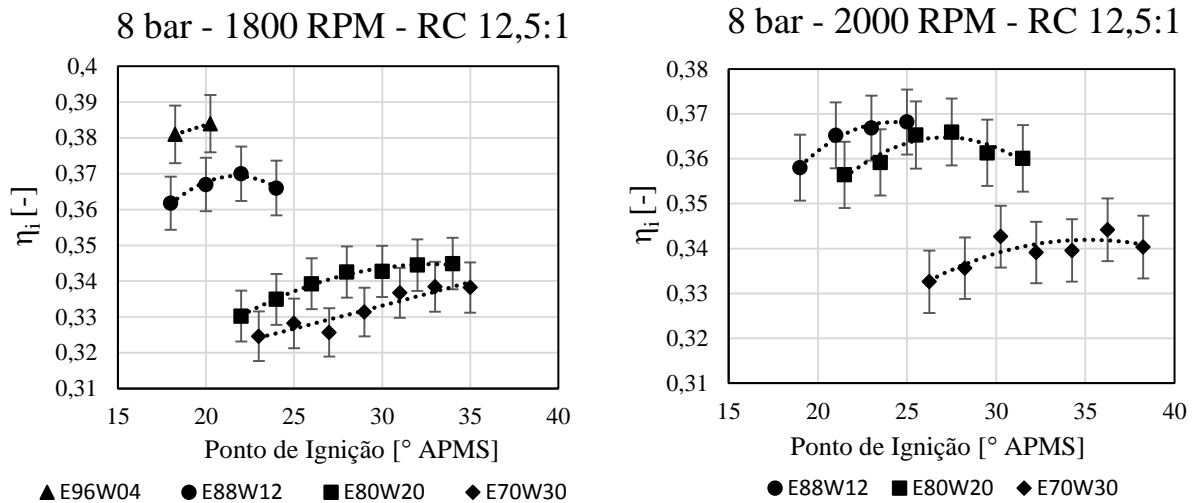 8 bar - 1800 RPM - RC 12,5:1
0,4
0,39
0,38
0,37
0,36
0,35
0,34
0,33
0,32
0,31
ηi [-]
15 20 25 30 35 40
Ponto de Ignição [° APMS]
E96W04 E88W12 E80W20 E70W30
8 bar - 2000 RPM - RC 12,5:1
0,38
0,37
0,36
0,35
0,34
0,33
0,32
0,31
ηi [-]
15 20 25 30 35 40
Ponto de Ignição [° APMS]
E88W12 E80W20 E70W30